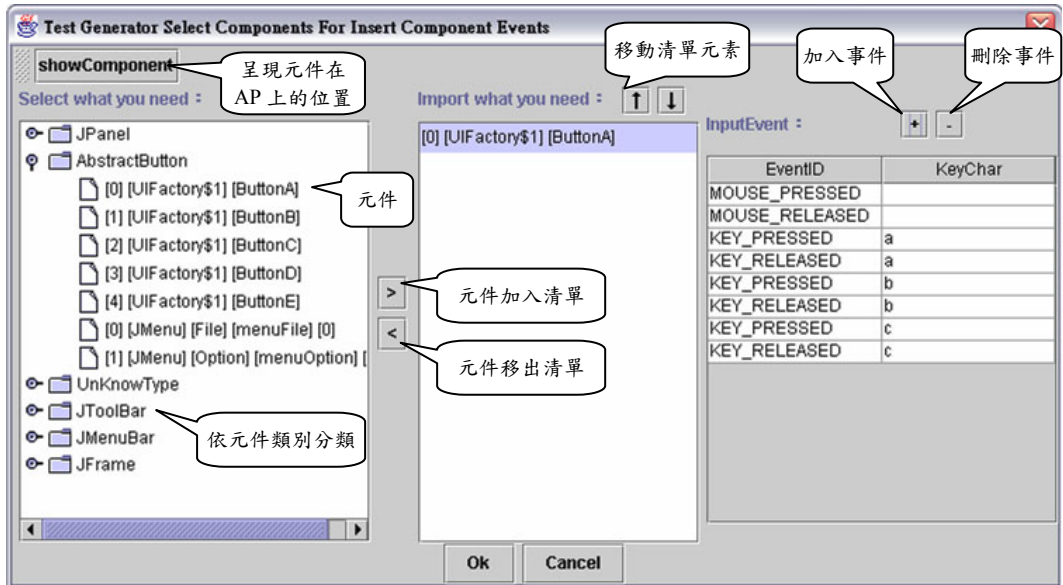 Test Generator Select Components For Insert Component Events
showComponent
呈現元件在
AP 上的位置
移動清單元素
加入事件
刪除事件
Select what you need：
JPanel
AbstractButton
[0] [UIFactory$1] [ButtonA]
[1] [UIFactory$1] [ButtonB]
[2] [UIFactory$1] [ButtonC]
[3] [UIFactory$1] [ButtonD]
[4] [UIFactory$1] [ButtonE]
[0] [JMenu] [File] [menuFile] [0]
[1] [JMenu] [Option] [menuOption] [
UnKnowType
JToolBar
JMenuBar
JFrame
元件
依元件類別分類
>
元件加入清單
<
元件移出清單
Import what you need：
↑ ↓
[0] [UIFactory$1] [ButtonA]
InputEvent：
+ -
EventID KeyChar
MOUSE_PRESSED
MOUSE_RELEASED
KEY_PRESSED a
KEY_RELEASED a
KEY_PRESSED b
KEY_RELEASED b
KEY_PRESSED c
KEY_RELEASED c
Ok Cancel